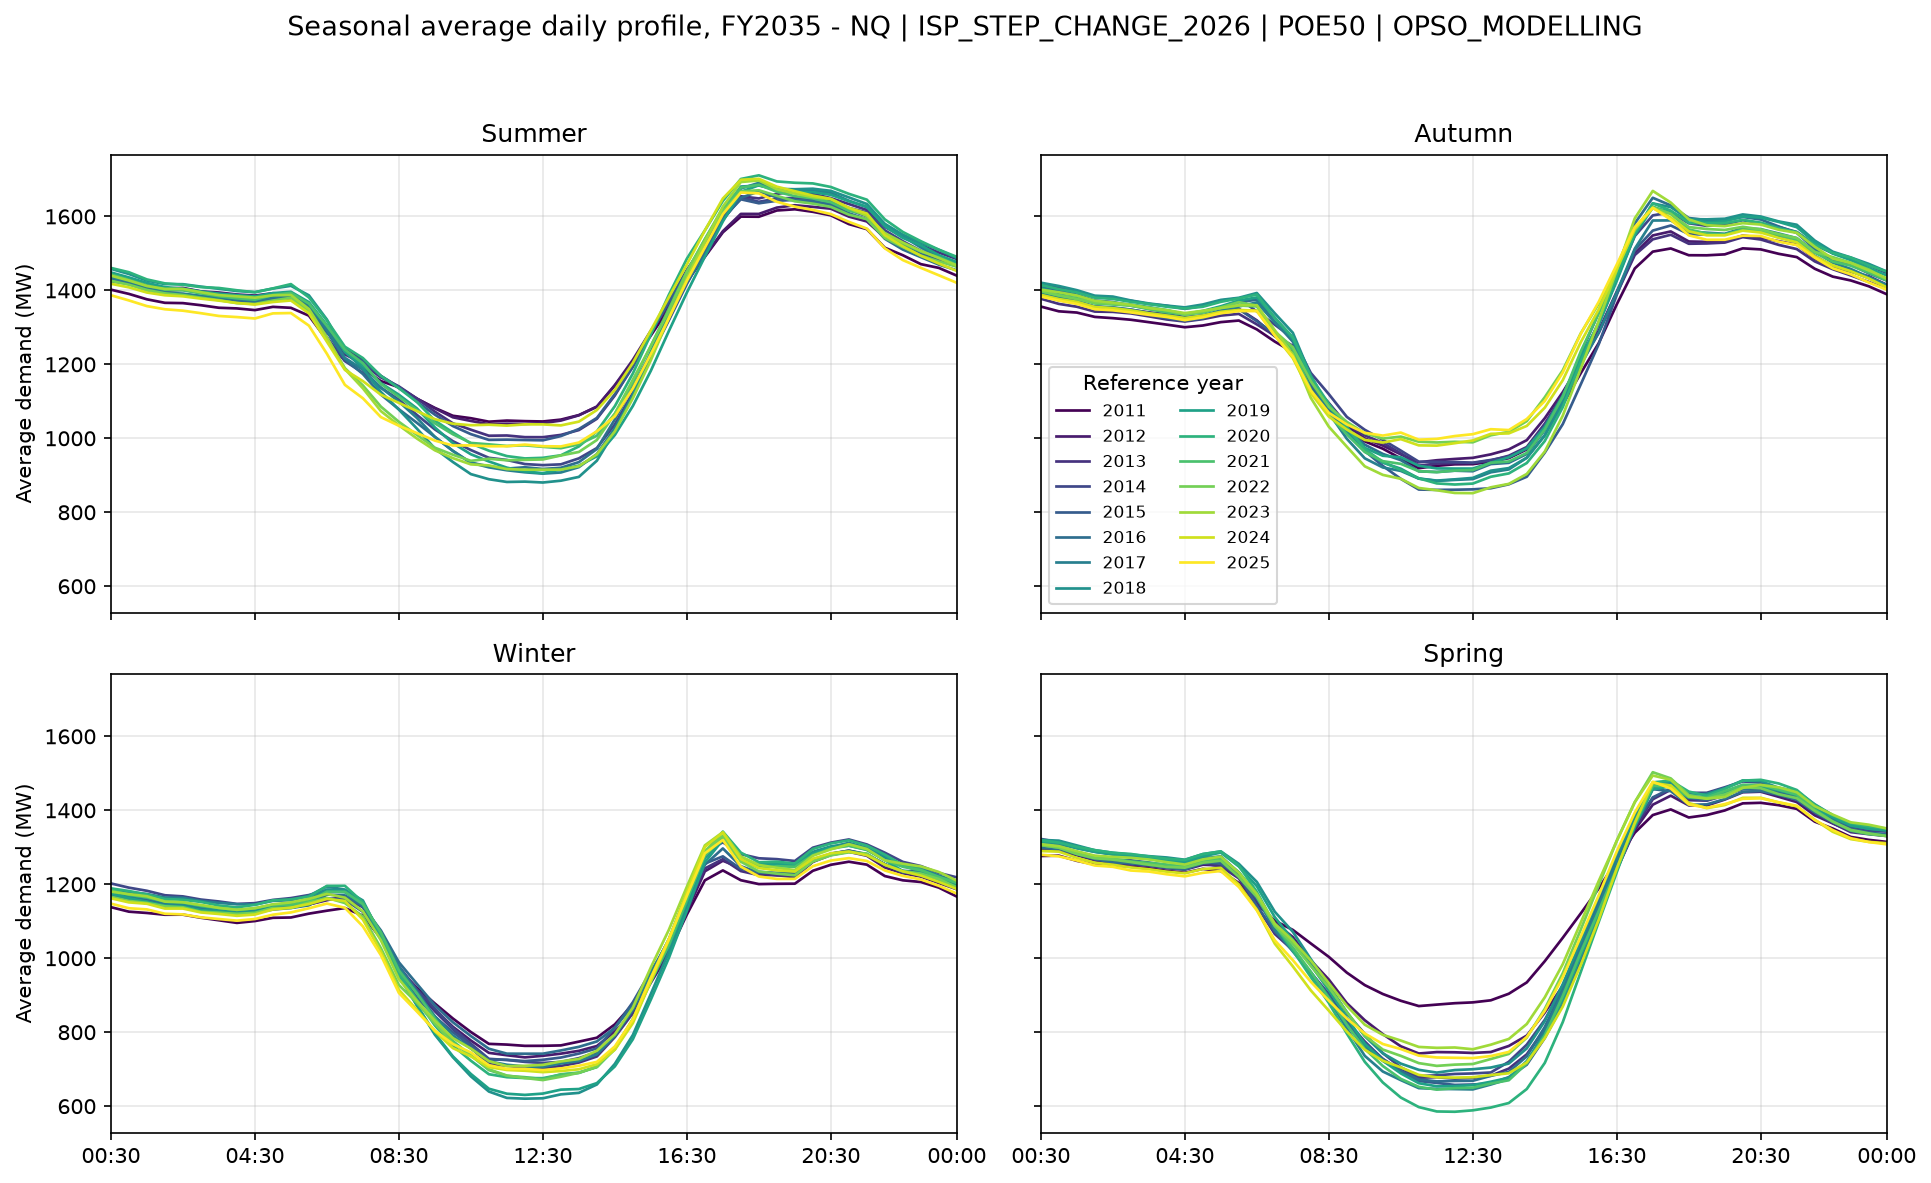 Seasonal average daily profile, FY2035 - NQ | ISP_STEP_CHANGE_2026 | POE50 | OPSO_MODELLING
Summer
Average demand (MW)
1600
1400
1200
1000
800
600
Autumn
Reference year
2011
2012
2013
2014
2015
2016
2017
2018
2019
2020
2021
2022
2023
2024
2025
Winter
Average demand (MW)
1600
1400
1200
1000
800
600
00:30 04:30 08:30 12:30 16:30 20:30 00:00
Spring
00:30 04:30 08:30 12:30 16:30 20:30 00:00